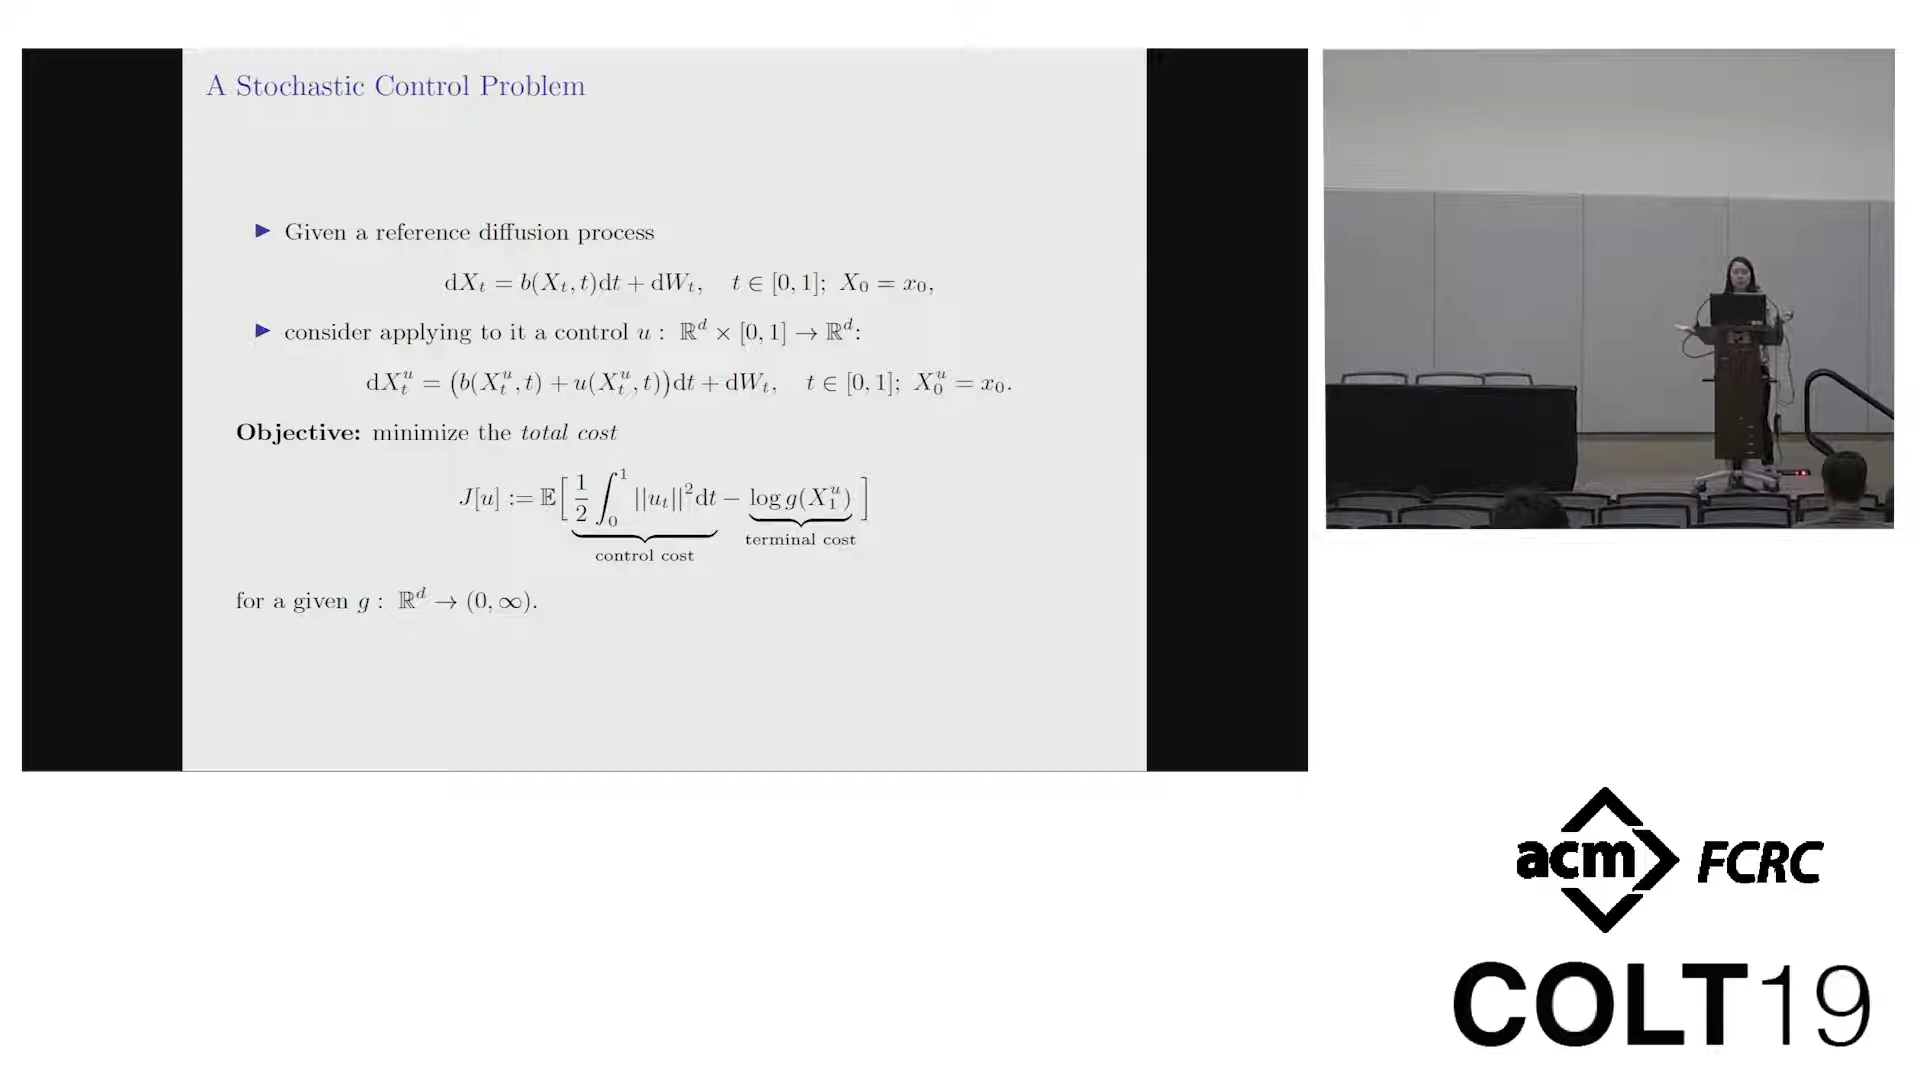 A Stochastic Control Problem
▶ Given a reference diffusion process
dX_t = b(X_t, t)dt + dW_t, t ∈ [0, 1]; X_0 = x_0,
▶ consider applying to it a control u : ℝ^d × [0, 1] → ℝ^d:
dX_t^u = (b(X_t^u, t) + u(X_t^u, t))dt + dW_t, t ∈ [0, 1]; X_0^u = x_0.
Objective: minimize the total cost
J[u] := 𝔼[ 1/2 ∫_0^1 ||u_t||^2 dt − log g(X_1^u) ]
control cost terminal cost
for a given g : ℝ^d → (0, ∞).
acm FCRC
COLT19